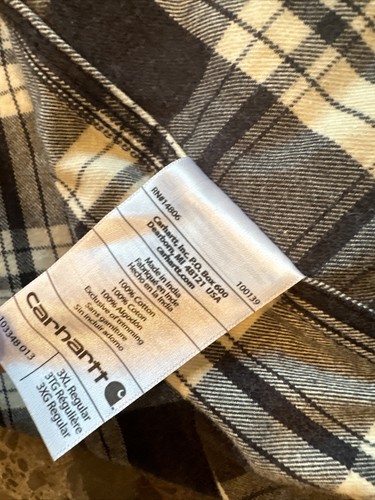 RN#14806
Carhartt, Inc. P.O. Box 600
Dearborn, MI 48121 USA
carhartt.com
100139
Made in India
Fabriqué en Inde
Hecho en la India
100% Cotton
100% Coton
100% Algodón
Exclusive of trimming
Sans garniture
Sin incluir adorno
carhartt
103348 013
3XL Regular
3TG Régulière
3XG Regular